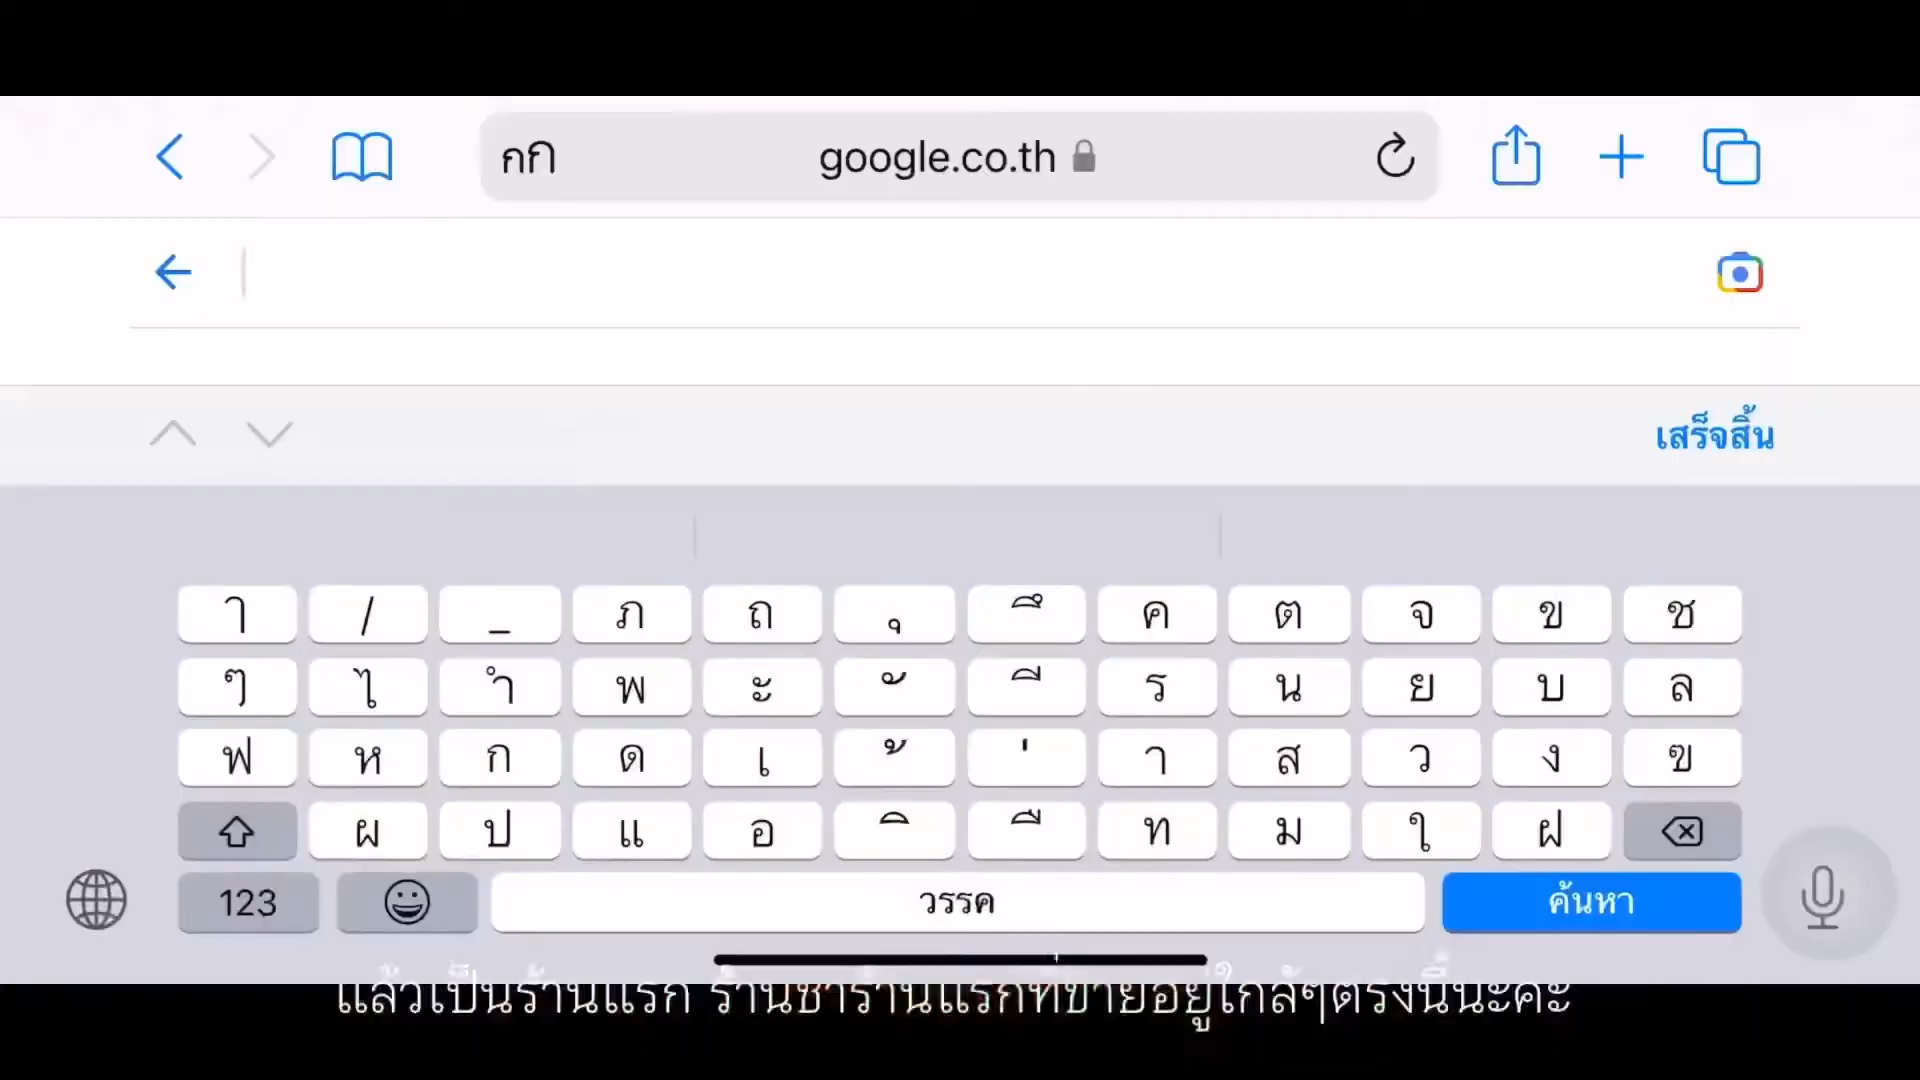 กก google.co.th
เสร็จสิ้น
ๅ / _ ภ ถ ุ ึ ค ต จ ข ช
ๆ ไ ำ พ ะ ั ี ร น ย บ ล
ฟ ห ก ด เ ้ ่ า ส ว ง ฃ
ผ ป แ อ ิ ื ท ม ใ ฝ
123 วรรค ค้นหา
แล้วเป็นร้านแรก ร้านชาร้านแรกที่ขายอยู่ใกล้ๆตรงนี้นะคะ